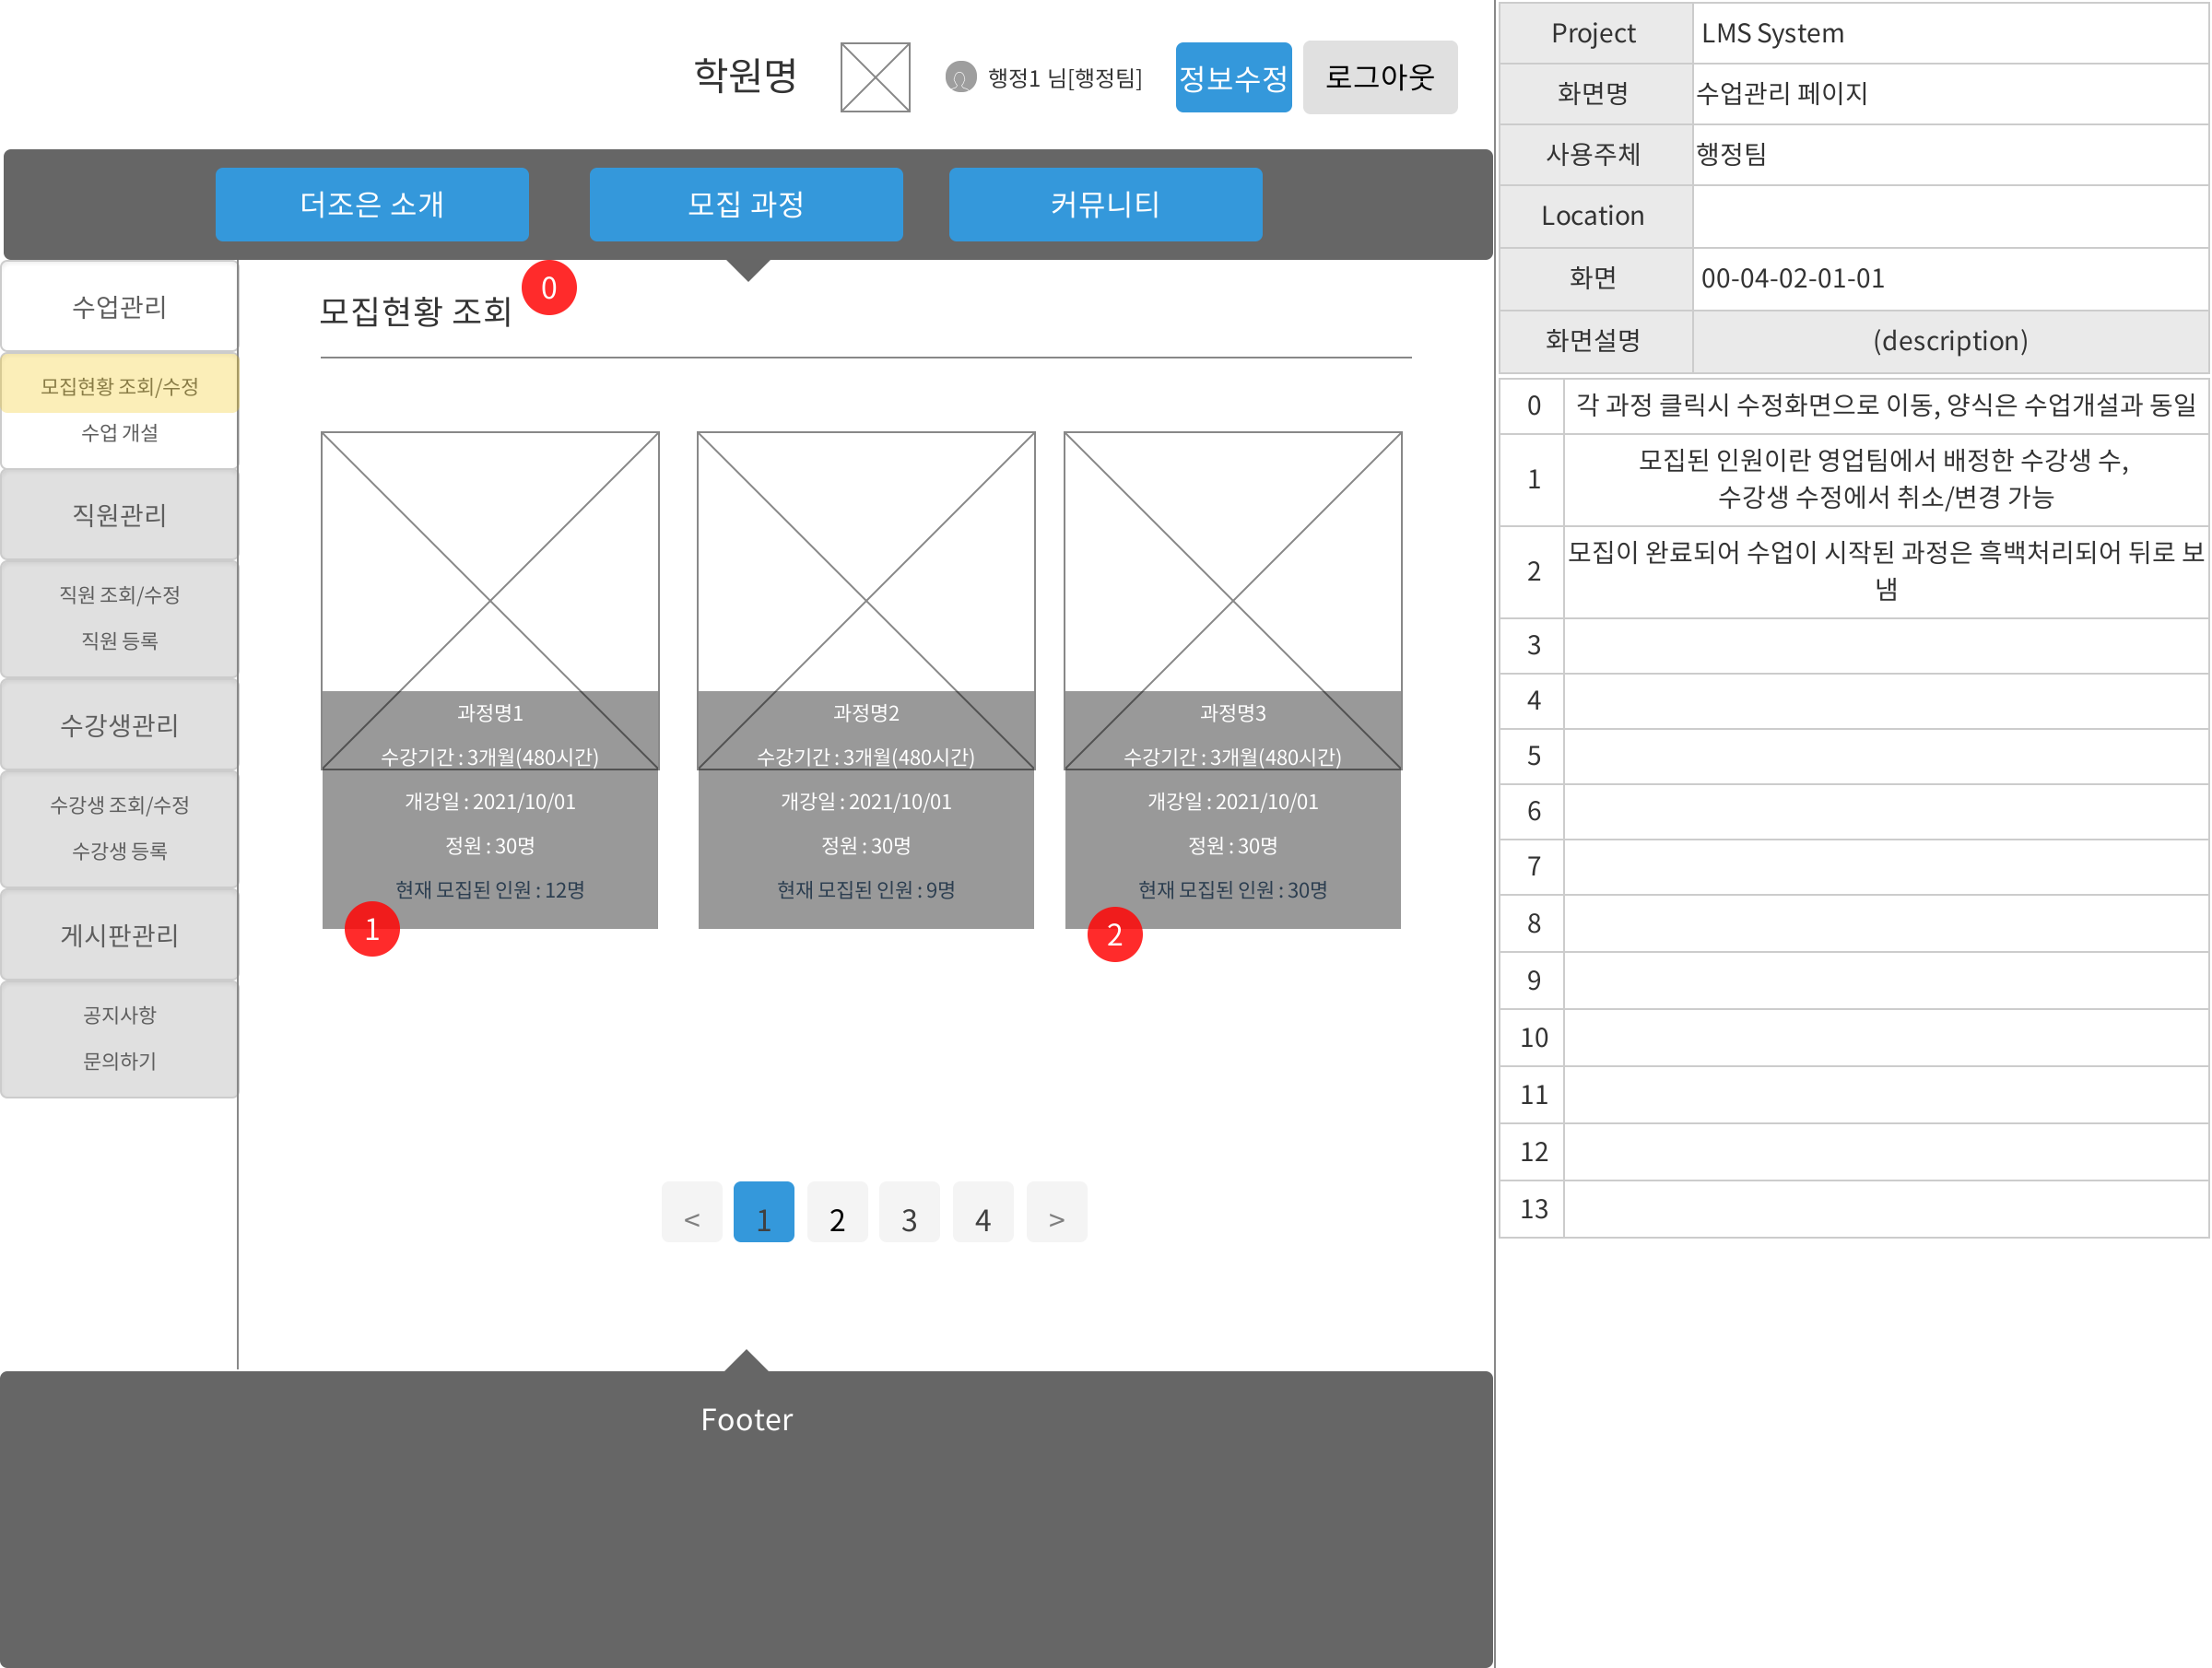 학원명
행정1 님[행정팀]
정보수정
로그아웃
더조은 소개
모집 과정
커뮤니티
수업관리
모집현황 조회/수정
수업 개설
직원관리
직원 조회/수정
직원 등록
수강생관리
수강생 조회/수정
수강생 등록
게시판관리
공지사항
문의하기
모집현황 조회
0
과정명1
수강기간 : 3개월(480시간)
개강일 : 2021/10/01
정원 : 30명
현재 모집된 인원 : 12명
1
과정명2
수강기간 : 3개월(480시간)
개강일 : 2021/10/01
정원 : 30명
현재 모집된 인원 : 9명
과정명3
수강기간 : 3개월(480시간)
개강일 : 2021/10/01
정원 : 30명
현재 모집된 인원 : 30명
2
< 1 2 3 4 >
Footer
Project LMS System
화면명 수업관리 페이지
사용주체 행정팀
Location
화면 00-04-02-01-01
화면설명 (description)
0 각 과정 클릭시 수정화면으로 이동, 양식은 수업개설과 동일
1 모집된 인원이란 영업팀에서 배정한 수강생 수,
수강생 수정에서 취소/변경 가능
2 모집이 완료되어 수업이 시작된 과정은 흑백처리되어 뒤로 보
냄
3
4
5
6
7
8
9
10
11
12
13